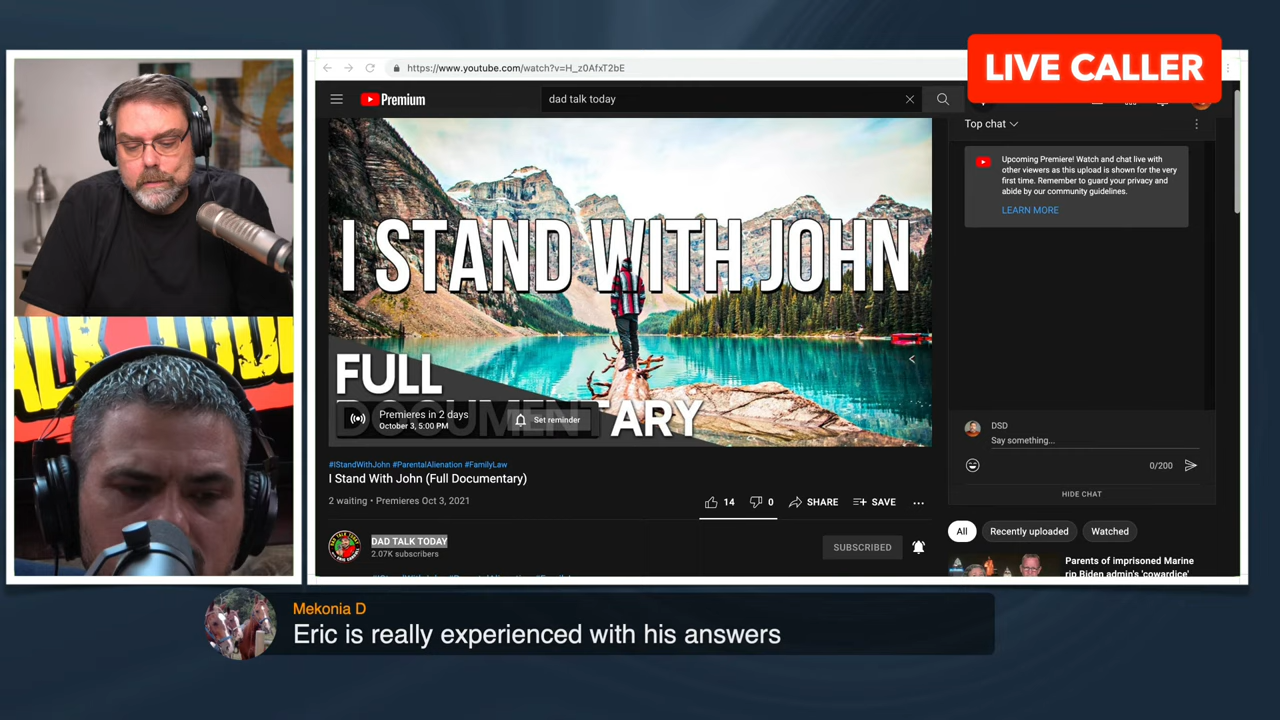 LIVE CALLER
https://www.youtube.com/watch?v=H_z0AfxT2bE
Premium
dad talk today
Top chat
Upcoming Premiere! Watch and chat live with
other viewers as this upload is shown for the very
first time. Remember to guard your privacy and
abide by our community guidelines.
LEARN MORE
I STAND WITH JOHN
FULL
DOCUMENTARY
Premieres in 2 days
October 3, 5:00 PM
Set reminder
DSD
Say something...
0/200
HIDE CHAT
#IStandWithJohn #ParentalAlienation #FamilyLaw
I Stand With John (Full Documentary)
2 waiting • Premieres Oct 3, 2021
14
0
SHARE
SAVE
DAD TALK TODAY
2.07K subscribers
SUBSCRIBED
All
Recently uploaded
Watched
Parents of imprisoned Marine
rip Biden admin's 'cowardice'
Mekonia D
Eric is really experienced with his answers